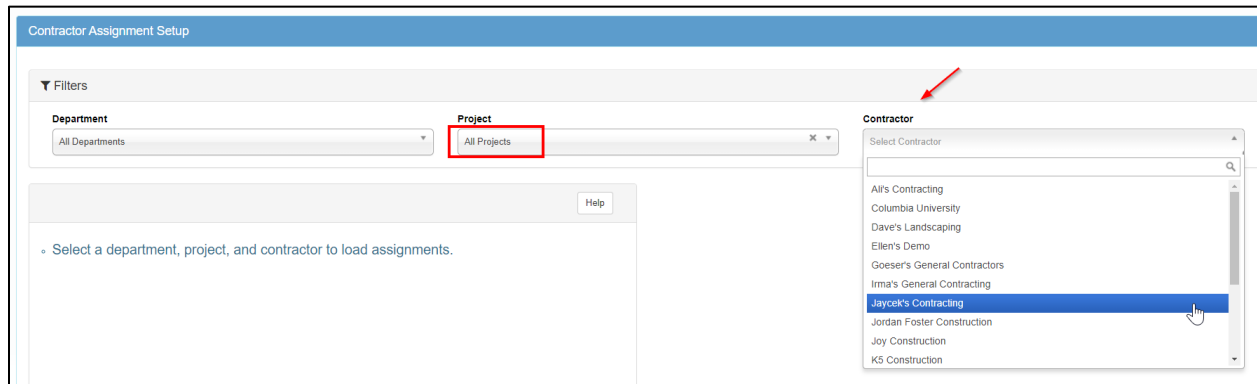 Contractor Assignment Setup
Filters
Department
Project
Contractor
All Departments
All Projects
Select Contractor
Ali's Contracting
Columbia University
Dave's Landscaping
Ellen's Demo
Goeser's General Contractors
Irma's General Contracting
Jaycek's Contracting
Jordan Foster Construction
Joy Construction
K5 Construction
Help
Select a department, project, and contractor to load assignments.